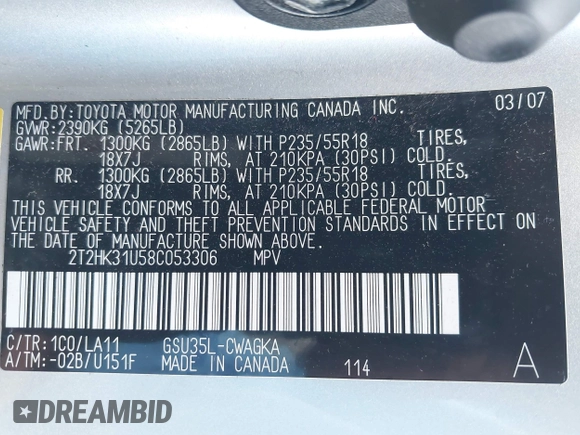 MFD.BY:TOYOTA MOTOR MANUFACTURING CANADA INC. 03/07
GVWR:2390KG (5265LB)
GAWR:FRT. 1300KG (2865LB) WITH P235/55R18 TIRES,
18X7J RIMS, AT 210KPA (30PSI) COLD.
RR. 1300KG (2865LB) WITH P235/55R18 TIRES,
18X7J RIMS, AT 210KPA (30PSI) COLD.
THIS VEHICLE CONFORMS TO ALL APPLICABLE FEDERAL MOTOR
VEHICLE SAFETY AND THEFT PREVENTION STANDARDS IN EFFECT ON
THE DATE OF MANUFACTURE SHOWN ABOVE.
2T2HK31U58C053306 MPV
C/TR:1C0/LA11 GSU35L-CWAGKA
A/TM:-02B/U151F MADE IN CANADA 114 A
DREAMBID